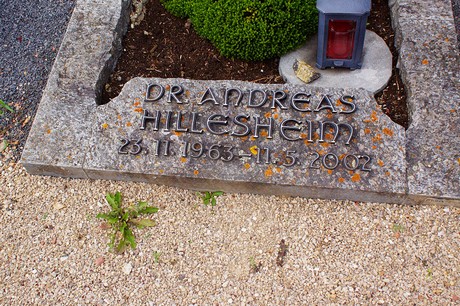 DR. ANDREAS
HILLESHEIM
23.11.1963–11.5.2002